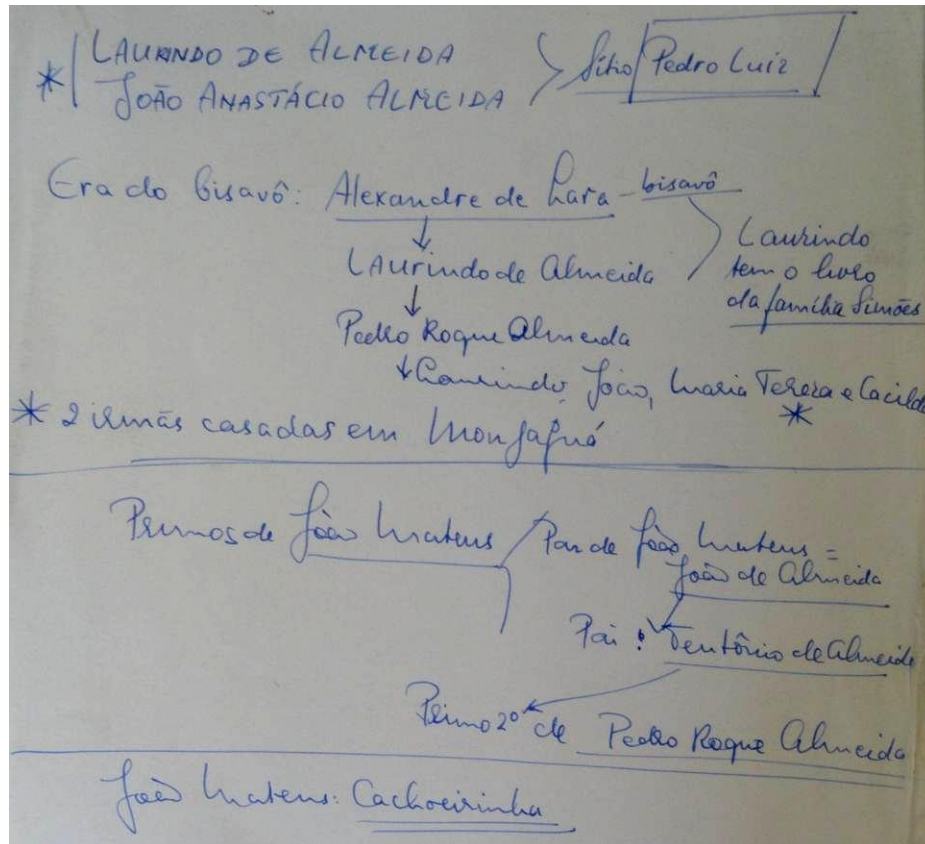 * LAURINDO DE ALMEIDA
JOÃO ANASTÁCIO ALMEIDA
Sítio Pedro Luiz
Era do bisavô: Alexandre de Lara - bisavô
Laurindo de Almeida
Laurindo
tem o livro
da família Simões
Pedro Roque Almeida
Laurindo, João, Maria Tereza e Cacilda
*
* 2 irmãs casadas em Mongaguá
Primos de João Mateus / Pai de João Mateus =
João de Almeida
Pai: de Almeida
Primo 2º de Pedro Roque Almeida
João Mateus: Cachoeirinha